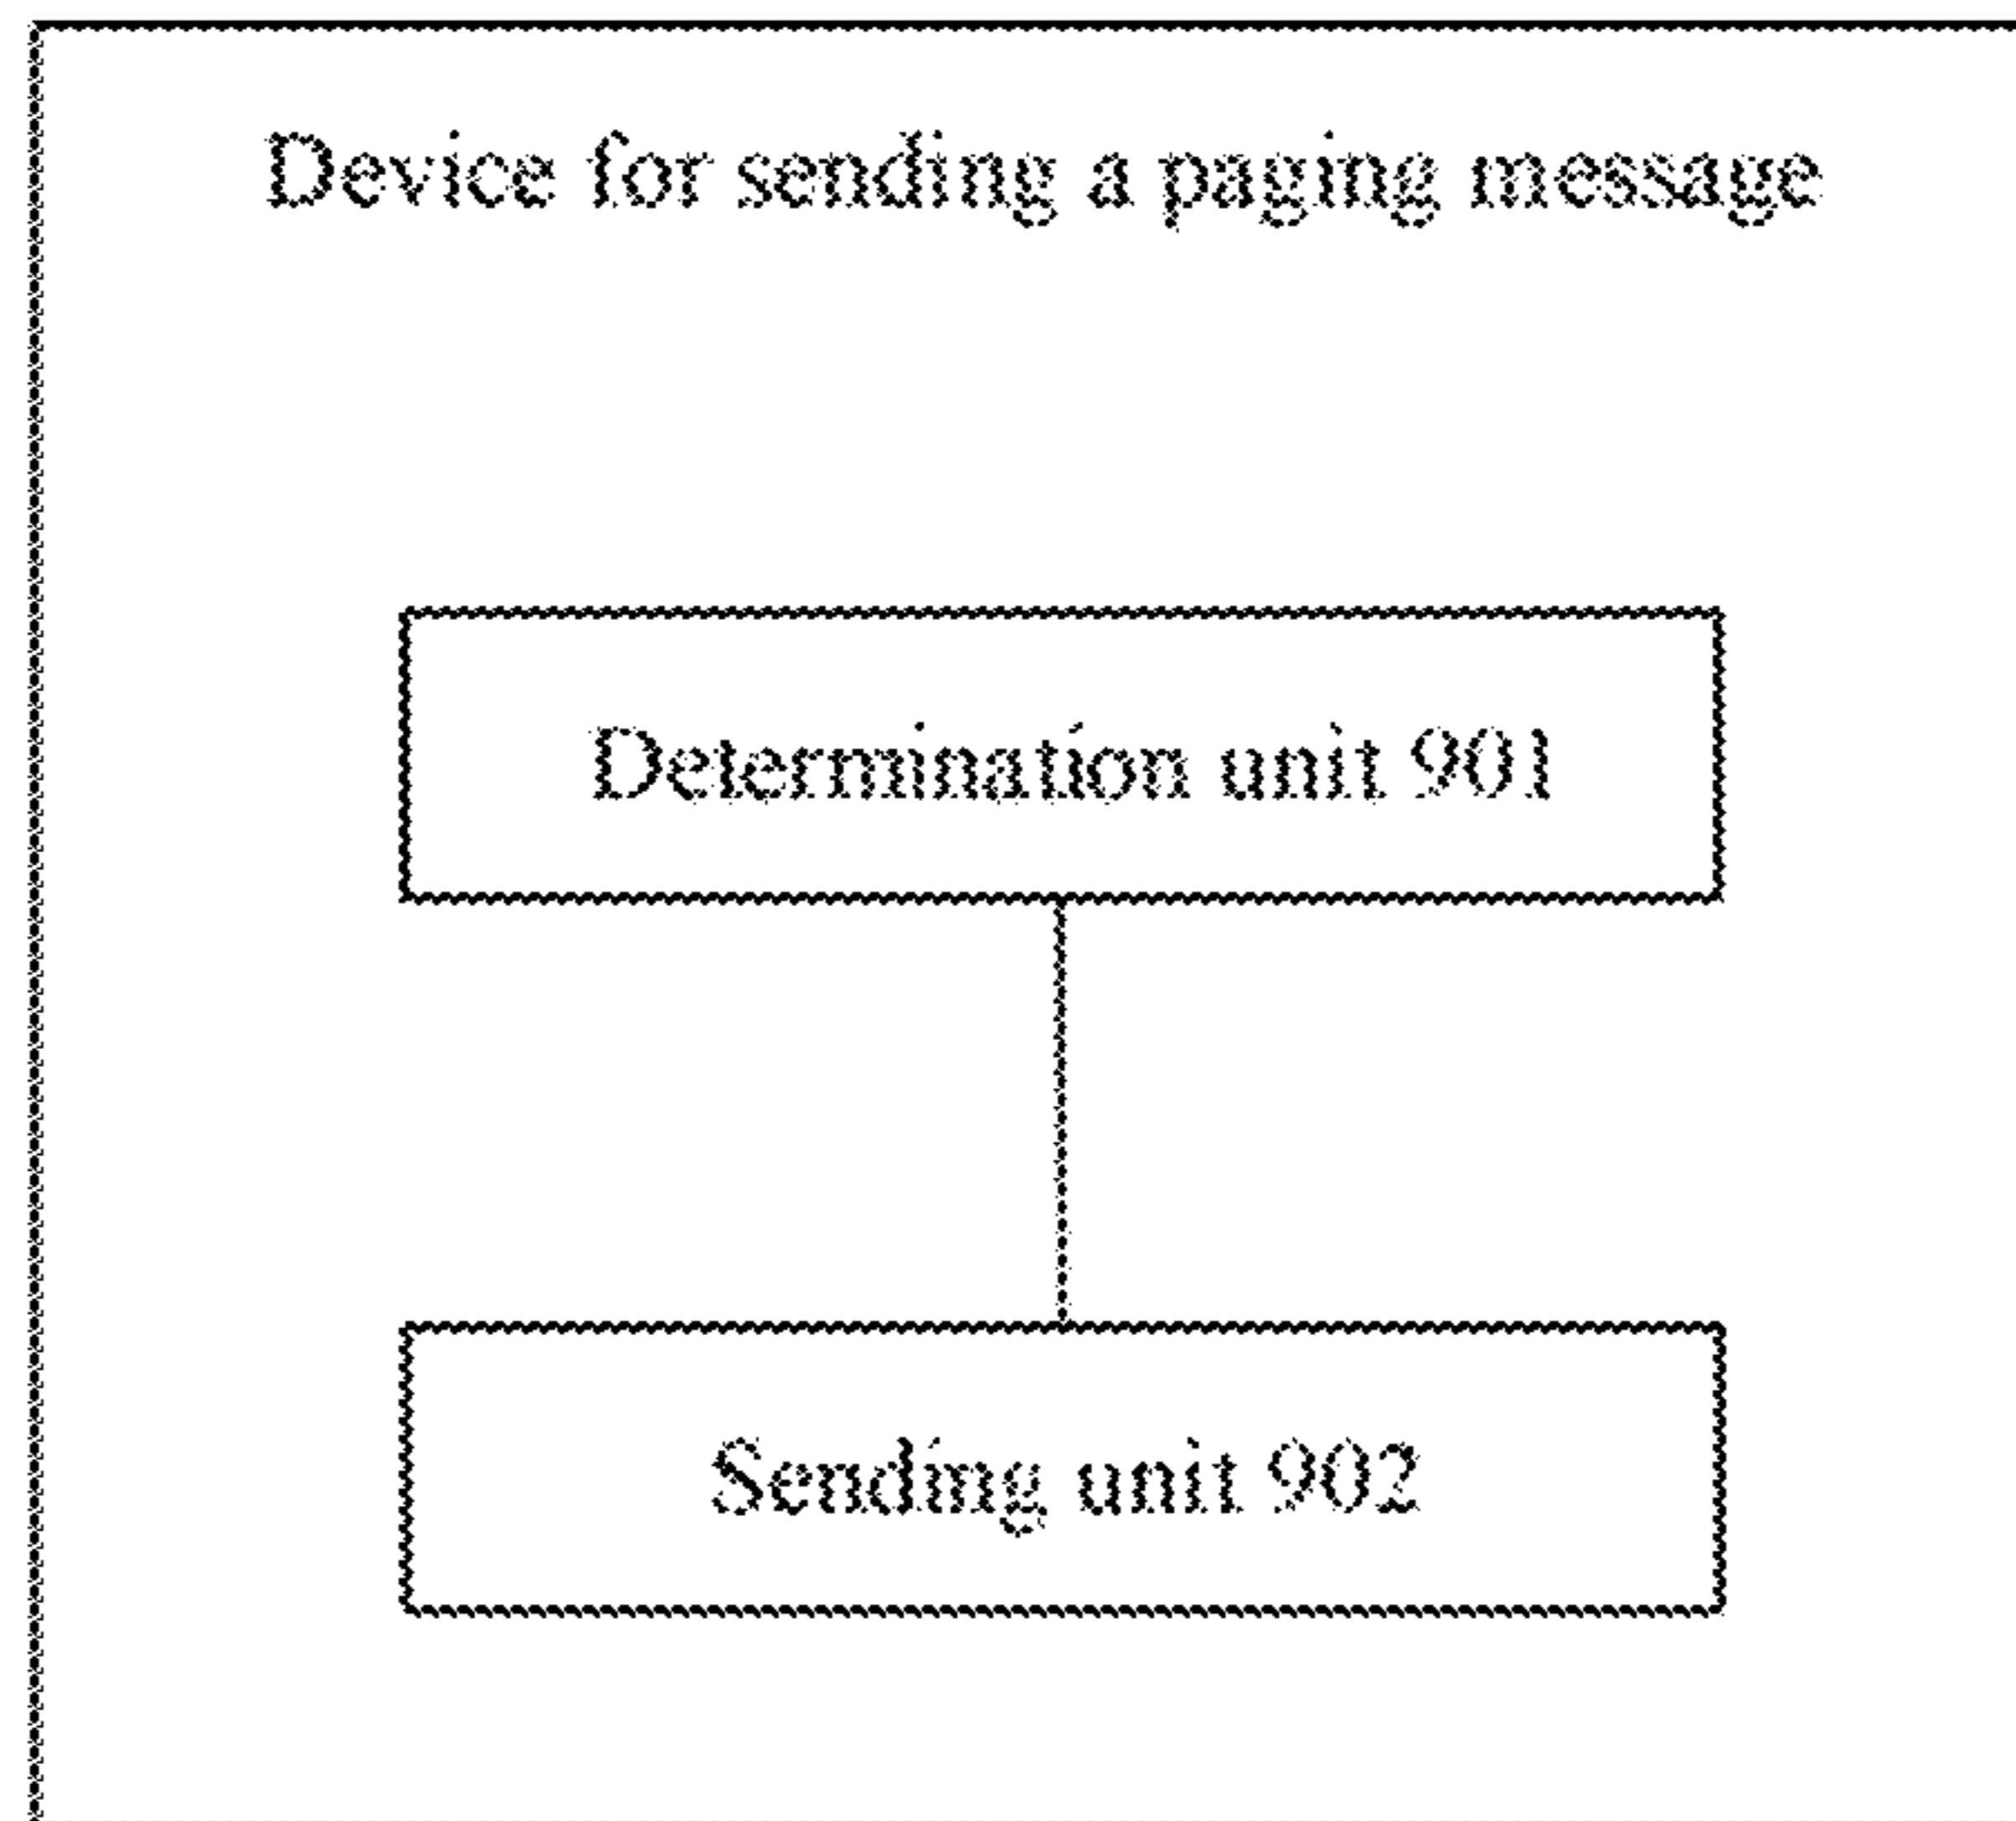 Device for sending a paging message
Determination unit 901
Sending unit 902